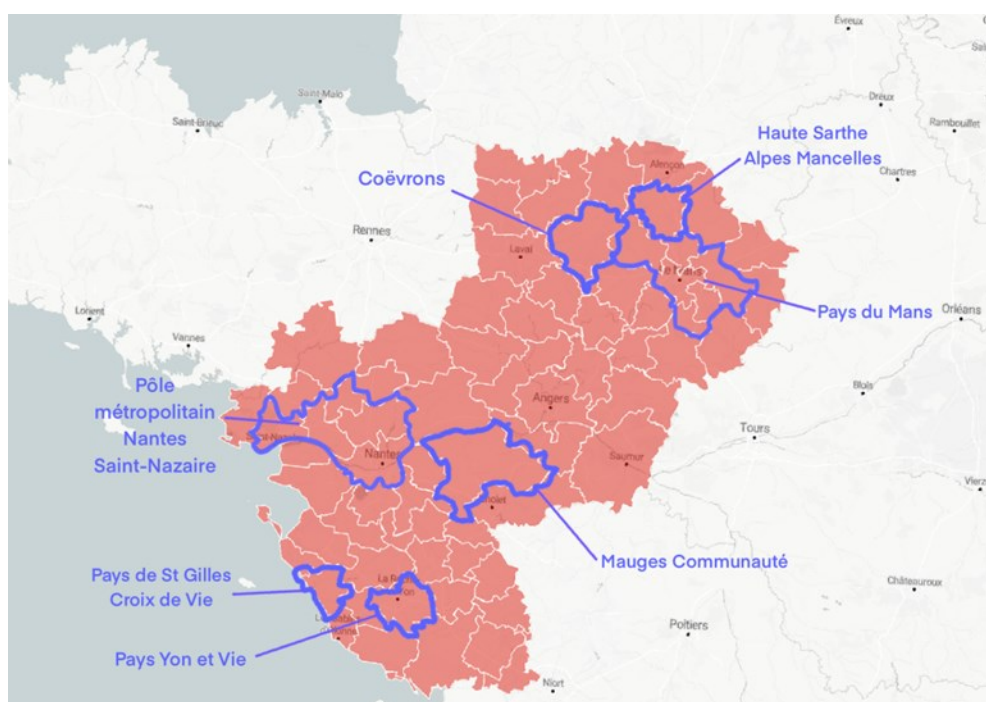 Évreux
Saint-Malo
Dreux
Saint-Brieuc
Rambouillet
Haute Sarthe
Alpes Mancelles
Alençon
Chartres
Coëvrons
Rennes
Laval
Le Mans
Pays du Mans
Lorient
Orléans
Vannes
Pôle
métropolitain
Nantes
Saint-Nazaire
Blois
Angers
Tours
Nantes
Saumur
Cholet
Mauges Communauté
Pays de St Gilles
Croix de Vie
Châteauroux
Poitiers
Pays Yon et Vie
Niort